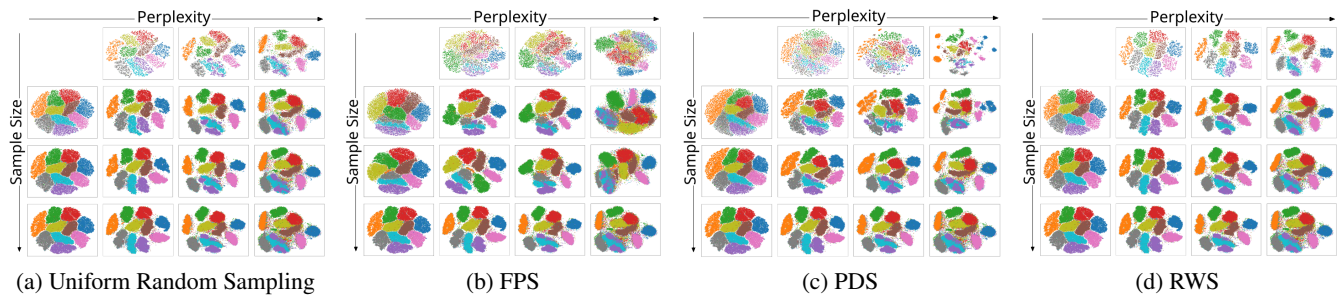 Perplexity
Sample Size
(a) Uniform Random Sampling
Perplexity
Sample Size
(b) FPS
Perplexity
Sample Size
(c) PDS
Perplexity
Sample Size
(d) RWS